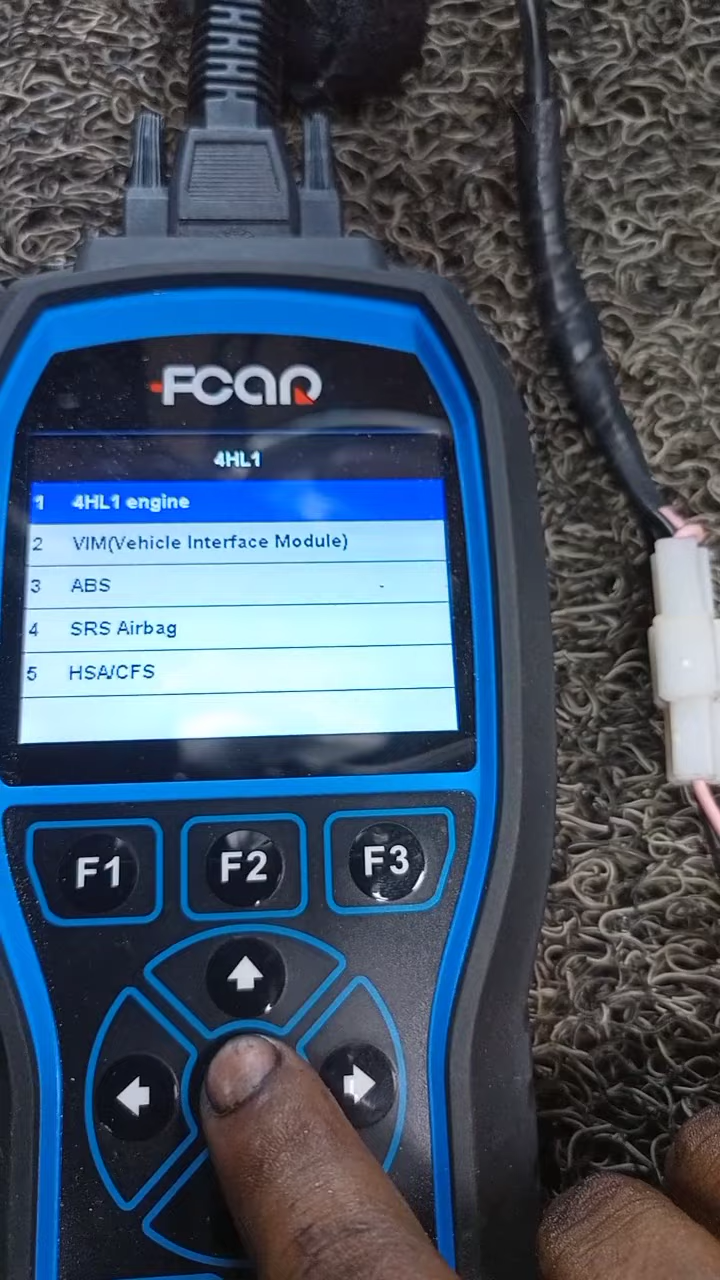 FCAR
4HL1
1 4HL1 engine
2 VIM(Vehicle Interface Module)
3 ABS
4 SRS Airbag
5 HSA/CFS
F1 F2 F3